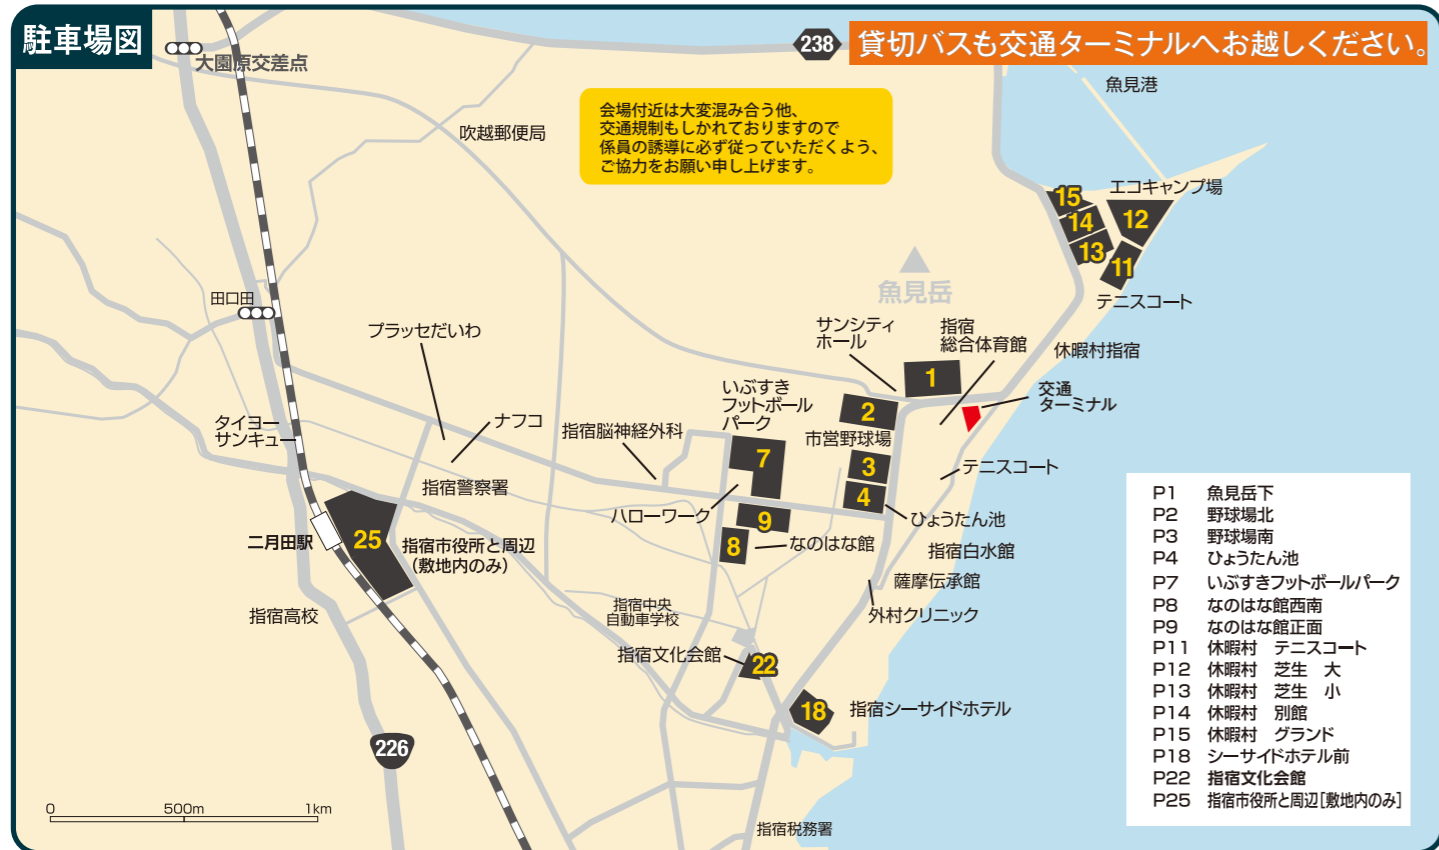 駐車場図
大園原交差点
238
貸切バスも交通ターミナルへお越しください。
魚見港
会場付近は大変混み合う他、
交通規制もしかれておりますので
係員の誘導に必ず従っていただくよう、
ご協力をお願い申し上げます。
吹越郵便局
エコキャンプ場
15
14
13
12
11
テニスコート
魚見岳
田口田
プラッセだいわ
サンシティ
ホール
指宿
総合体育館
休暇村指宿
1
交通
ターミナル
2
いぶすき
フットボール
パーク
タイヨー
サンキュー
ナフコ
指宿脳神経外科
市営野球場
7
3
テニスコート
指宿警察署
4
ハローワーク
9
ひょうたん池
二月田駅
25
指宿市役所と周辺
(敷地内のみ)
8
なのはな館
指宿白水館
薩摩伝承館
指宿高校
指宿中央
自動車学校
外村クリニック
指宿文化会館
22
18
指宿シーサイドホテル
226
0
500m
1km
指宿税務署
P1 魚見岳下
P2 野球場北
P3 野球場南
P4 ひょうたん池
P7 いぶすきフットボールパーク
P8 なのはな館西南
P9 なのはな館正面
P11 休暇村 テニスコート
P12 休暇村 芝生 大
P13 休暇村 芝生 小
P14 休暇村 別館
P15 休暇村 グランド
P18 シーサイドホテル前
P22 指宿文化会館
P25 指宿市役所と周辺[敷地内のみ]